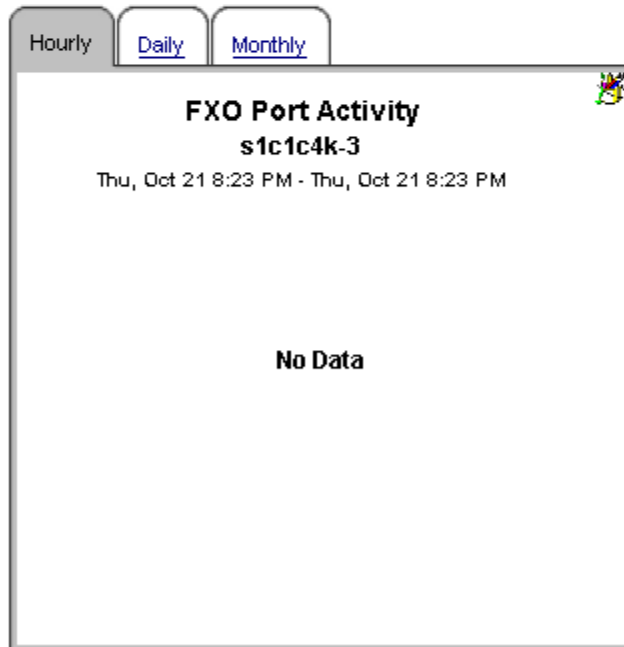 Hourly Daily Monthly
FXO Port Activity
s1c1c4k-3
Thu, Oct 21 8:23 PM - Thu, Oct 21 8:23 PM
No Data